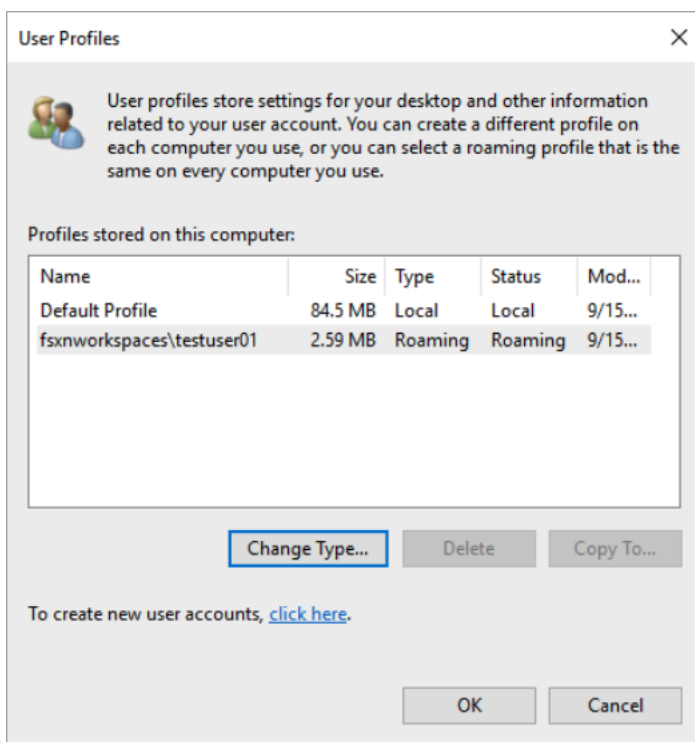 User Profiles
User profiles store settings for your desktop and other information
related to your user account. You can create a different profile on
each computer you use, or you can select a roaming profile that is the
same on every computer you use.
Profiles stored on this computer:
Name Size Type Status Mod...
Default Profile 84.5 MB Local Local 9/15...
fsxnworkspaces\testuser01 2.59 MB Roaming Roaming 9/15...
Change Type... Delete Copy To...
To create new user accounts, click here.
OK Cancel